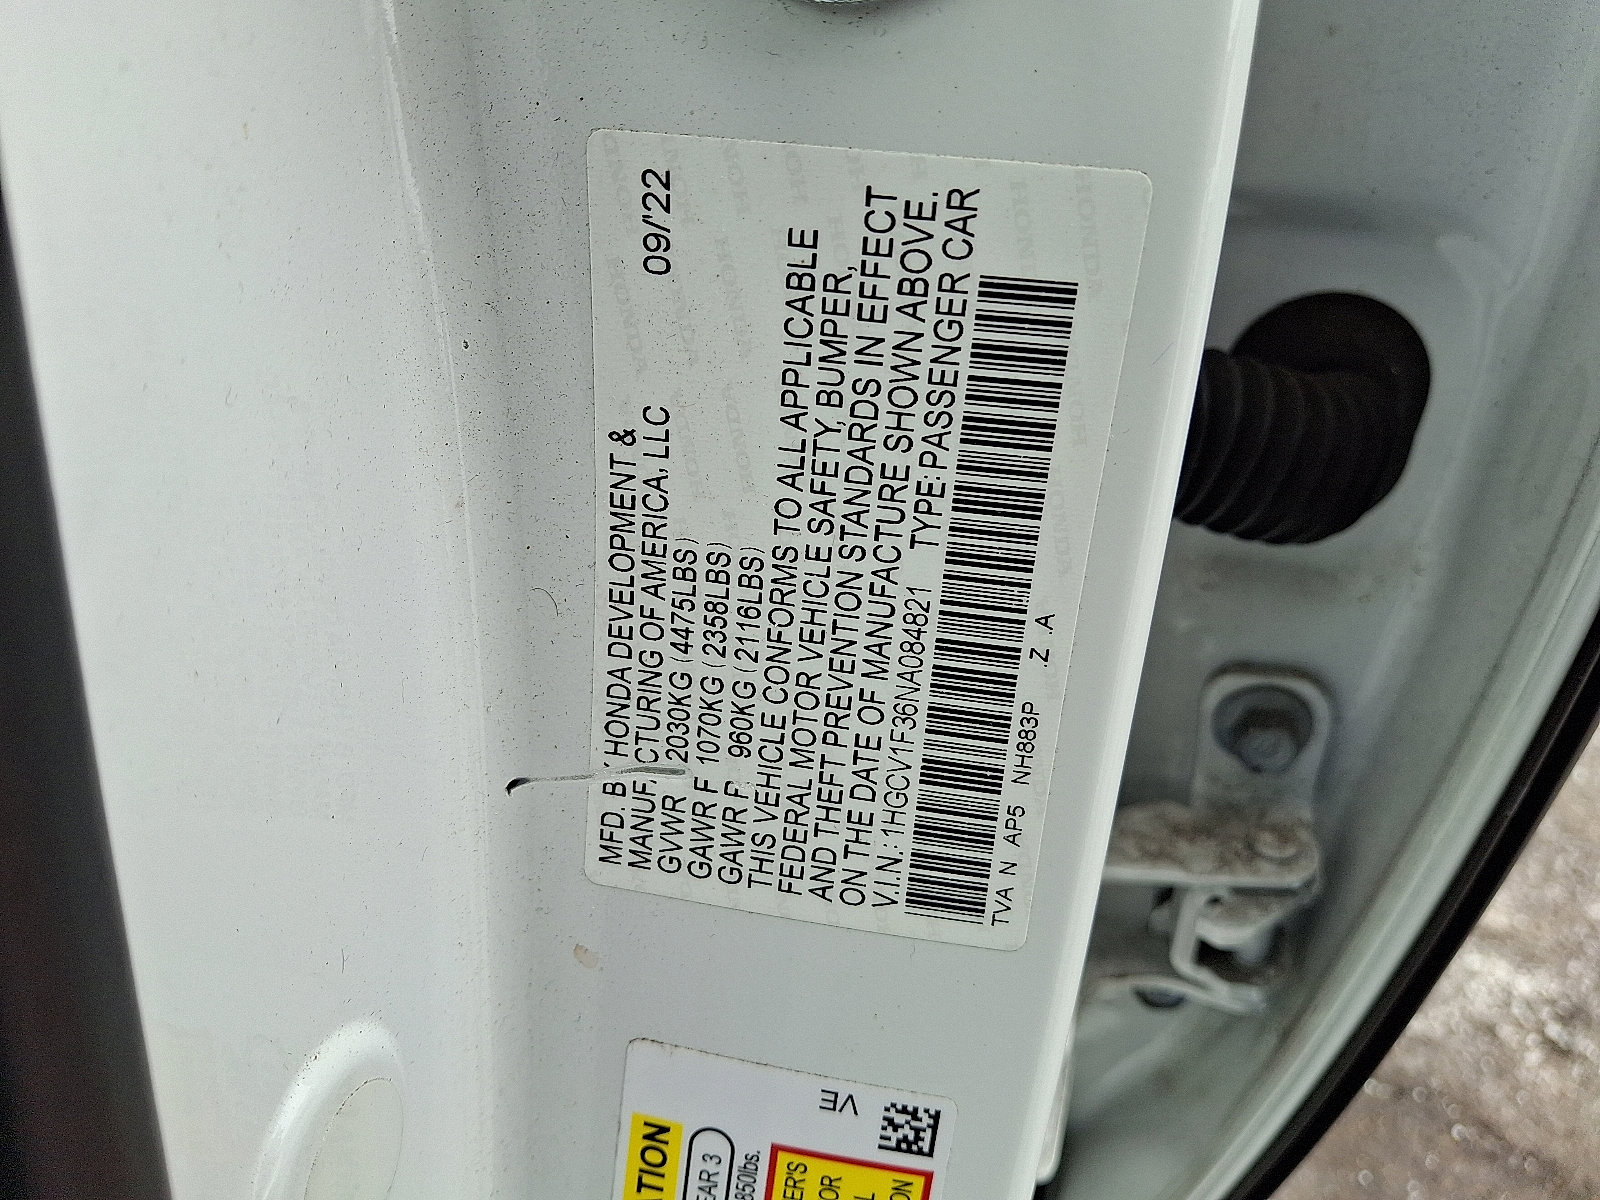 MFD. BY HONDA DEVELOPMENT &
MANUFACTURING OF AMERICA, LLC 09/'22
GVWR 2030KG (4475LBS)
GAWR F 1070KG (2358LBS)
GAWR R 960KG (2116LBS)
THIS VEHICLE CONFORMS TO ALL APPLICABLE
FEDERAL MOTOR VEHICLE SAFETY, BUMPER,
AND THEFT PREVENTION STANDARDS IN EFFECT
ON THE DATE OF MANUFACTURE SHOWN ABOVE.
V.I.N.: 1HGCV1F36NA084821 TYPE: PASSENGER CAR
TVA N AP5 NH883P .Z .A
VE
850lbs.